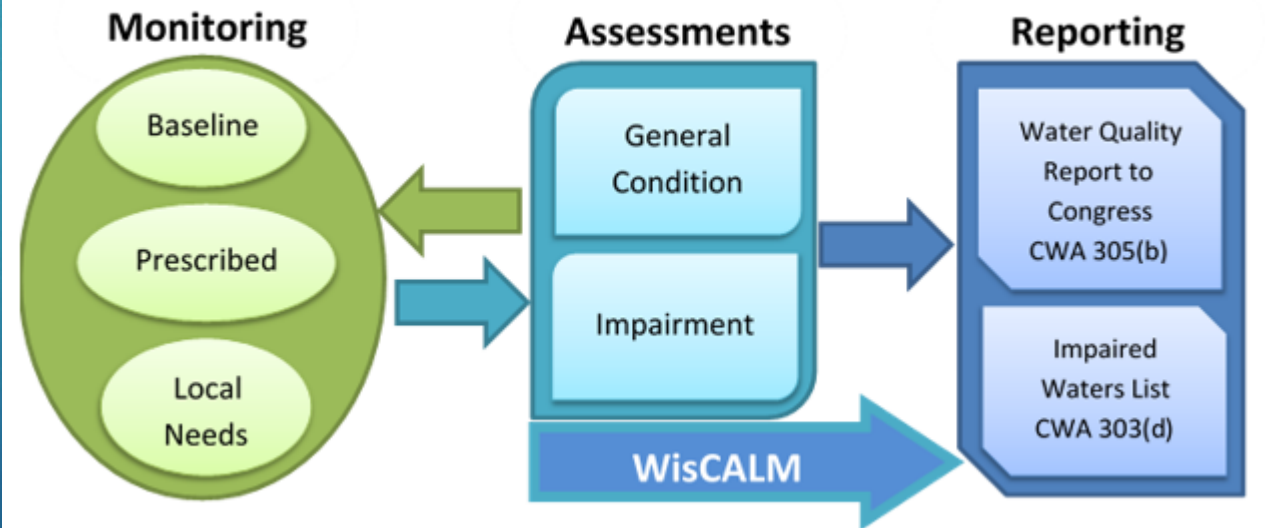 Monitoring
Baseline
Prescribed
Local
Needs
Assessments
General
Condition
Impairment
WisCALM
Reporting
Water Quality
Report to
Congress
CWA 305(b)
Impaired
Waters List
CWA 303(d)